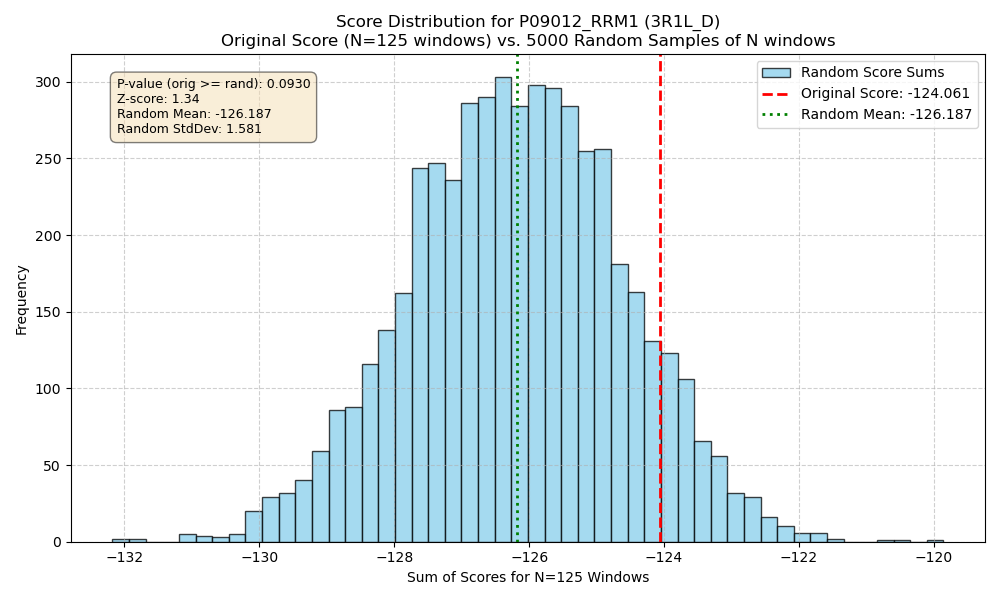 Score Distribution for P09012_RRM1 (3R1L_D)
Original Score (N=125 windows) vs. 5000 Random Samples of N windows
P-value (orig >= rand): 0.0930
Z-score: 1.34
Random Mean: -126.187
Random StdDev: 1.581
Random Score Sums
Original Score: -124.061
Random Mean: -126.187
Frequency
300
250
200
150
100
50
0
−132
−130
−128
−126
−124
−122
−120
Sum of Scores for N=125 Windows